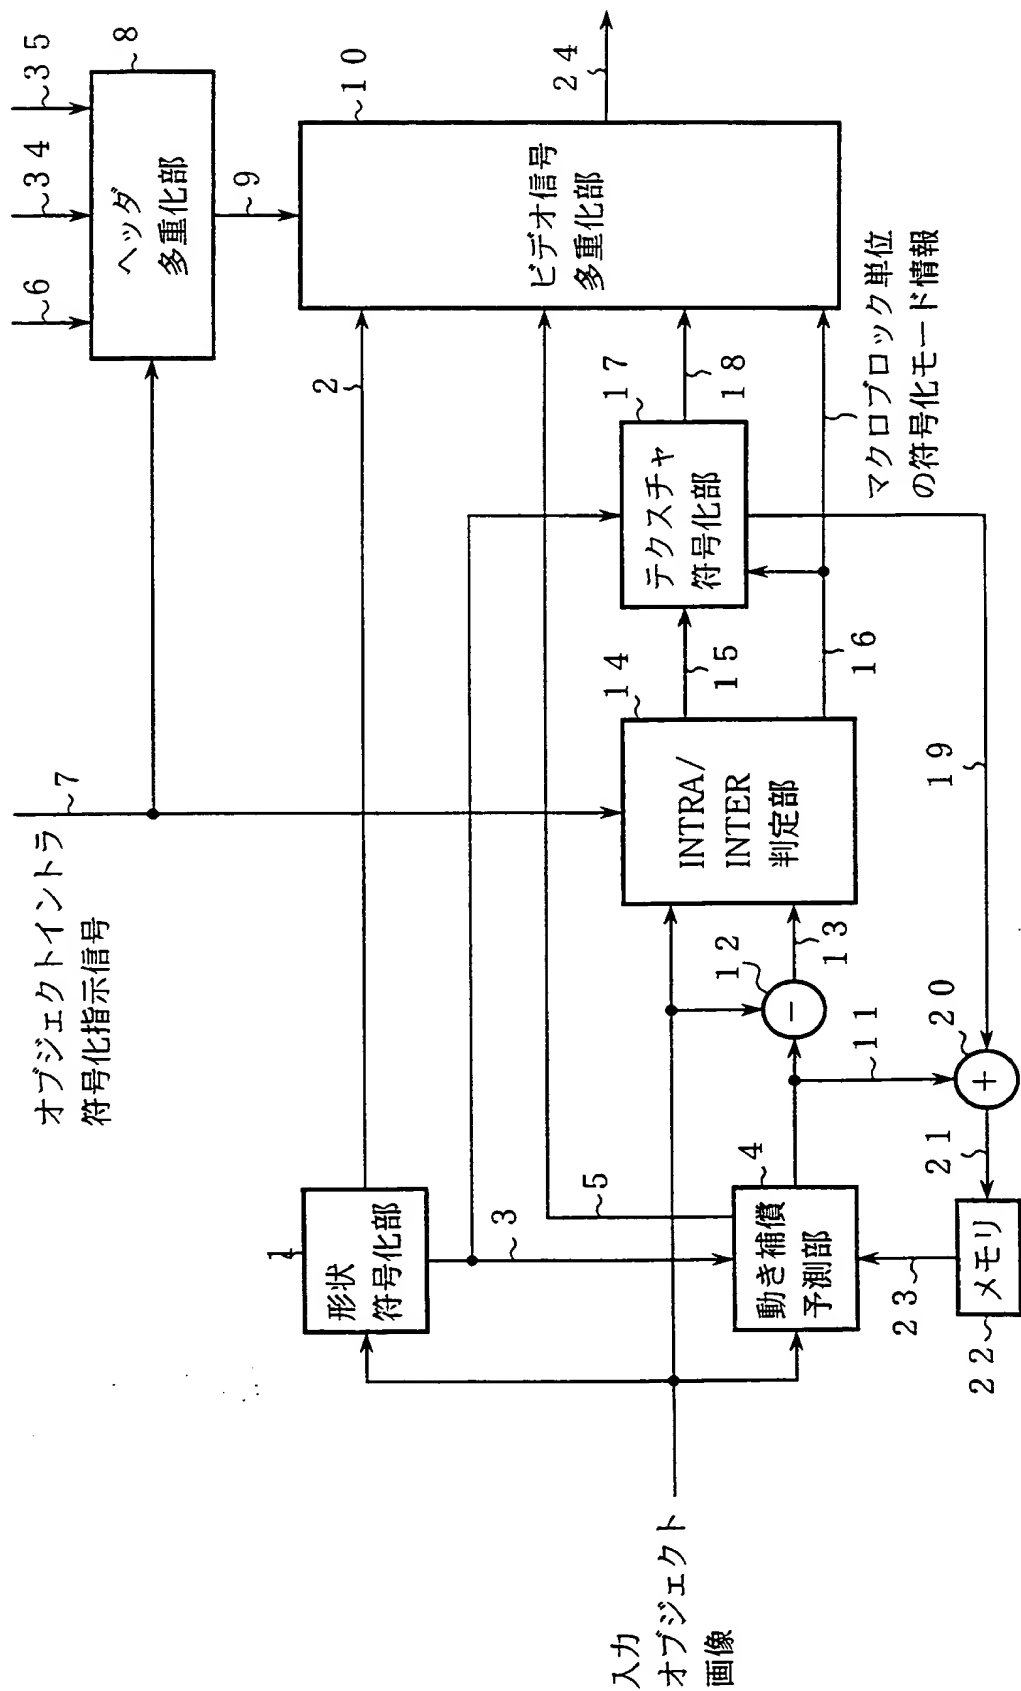 オブジェクトイントラ
符号化指示信号
7
6
34
35
ヘッダ
多重化部
8
9
1
形状
符号化部
2
3
5
10
ビデオ信号
多重化部
24
入力
オブジェクト
画像
動き補償
予測部
4
12
−
13
11
INTRA/
INTER
判定部
14
15
16
テクスチャ
符号化部
17
18
マクロブロック単位
の符号化モード情報
19
+
20
21
メモリ
22
23